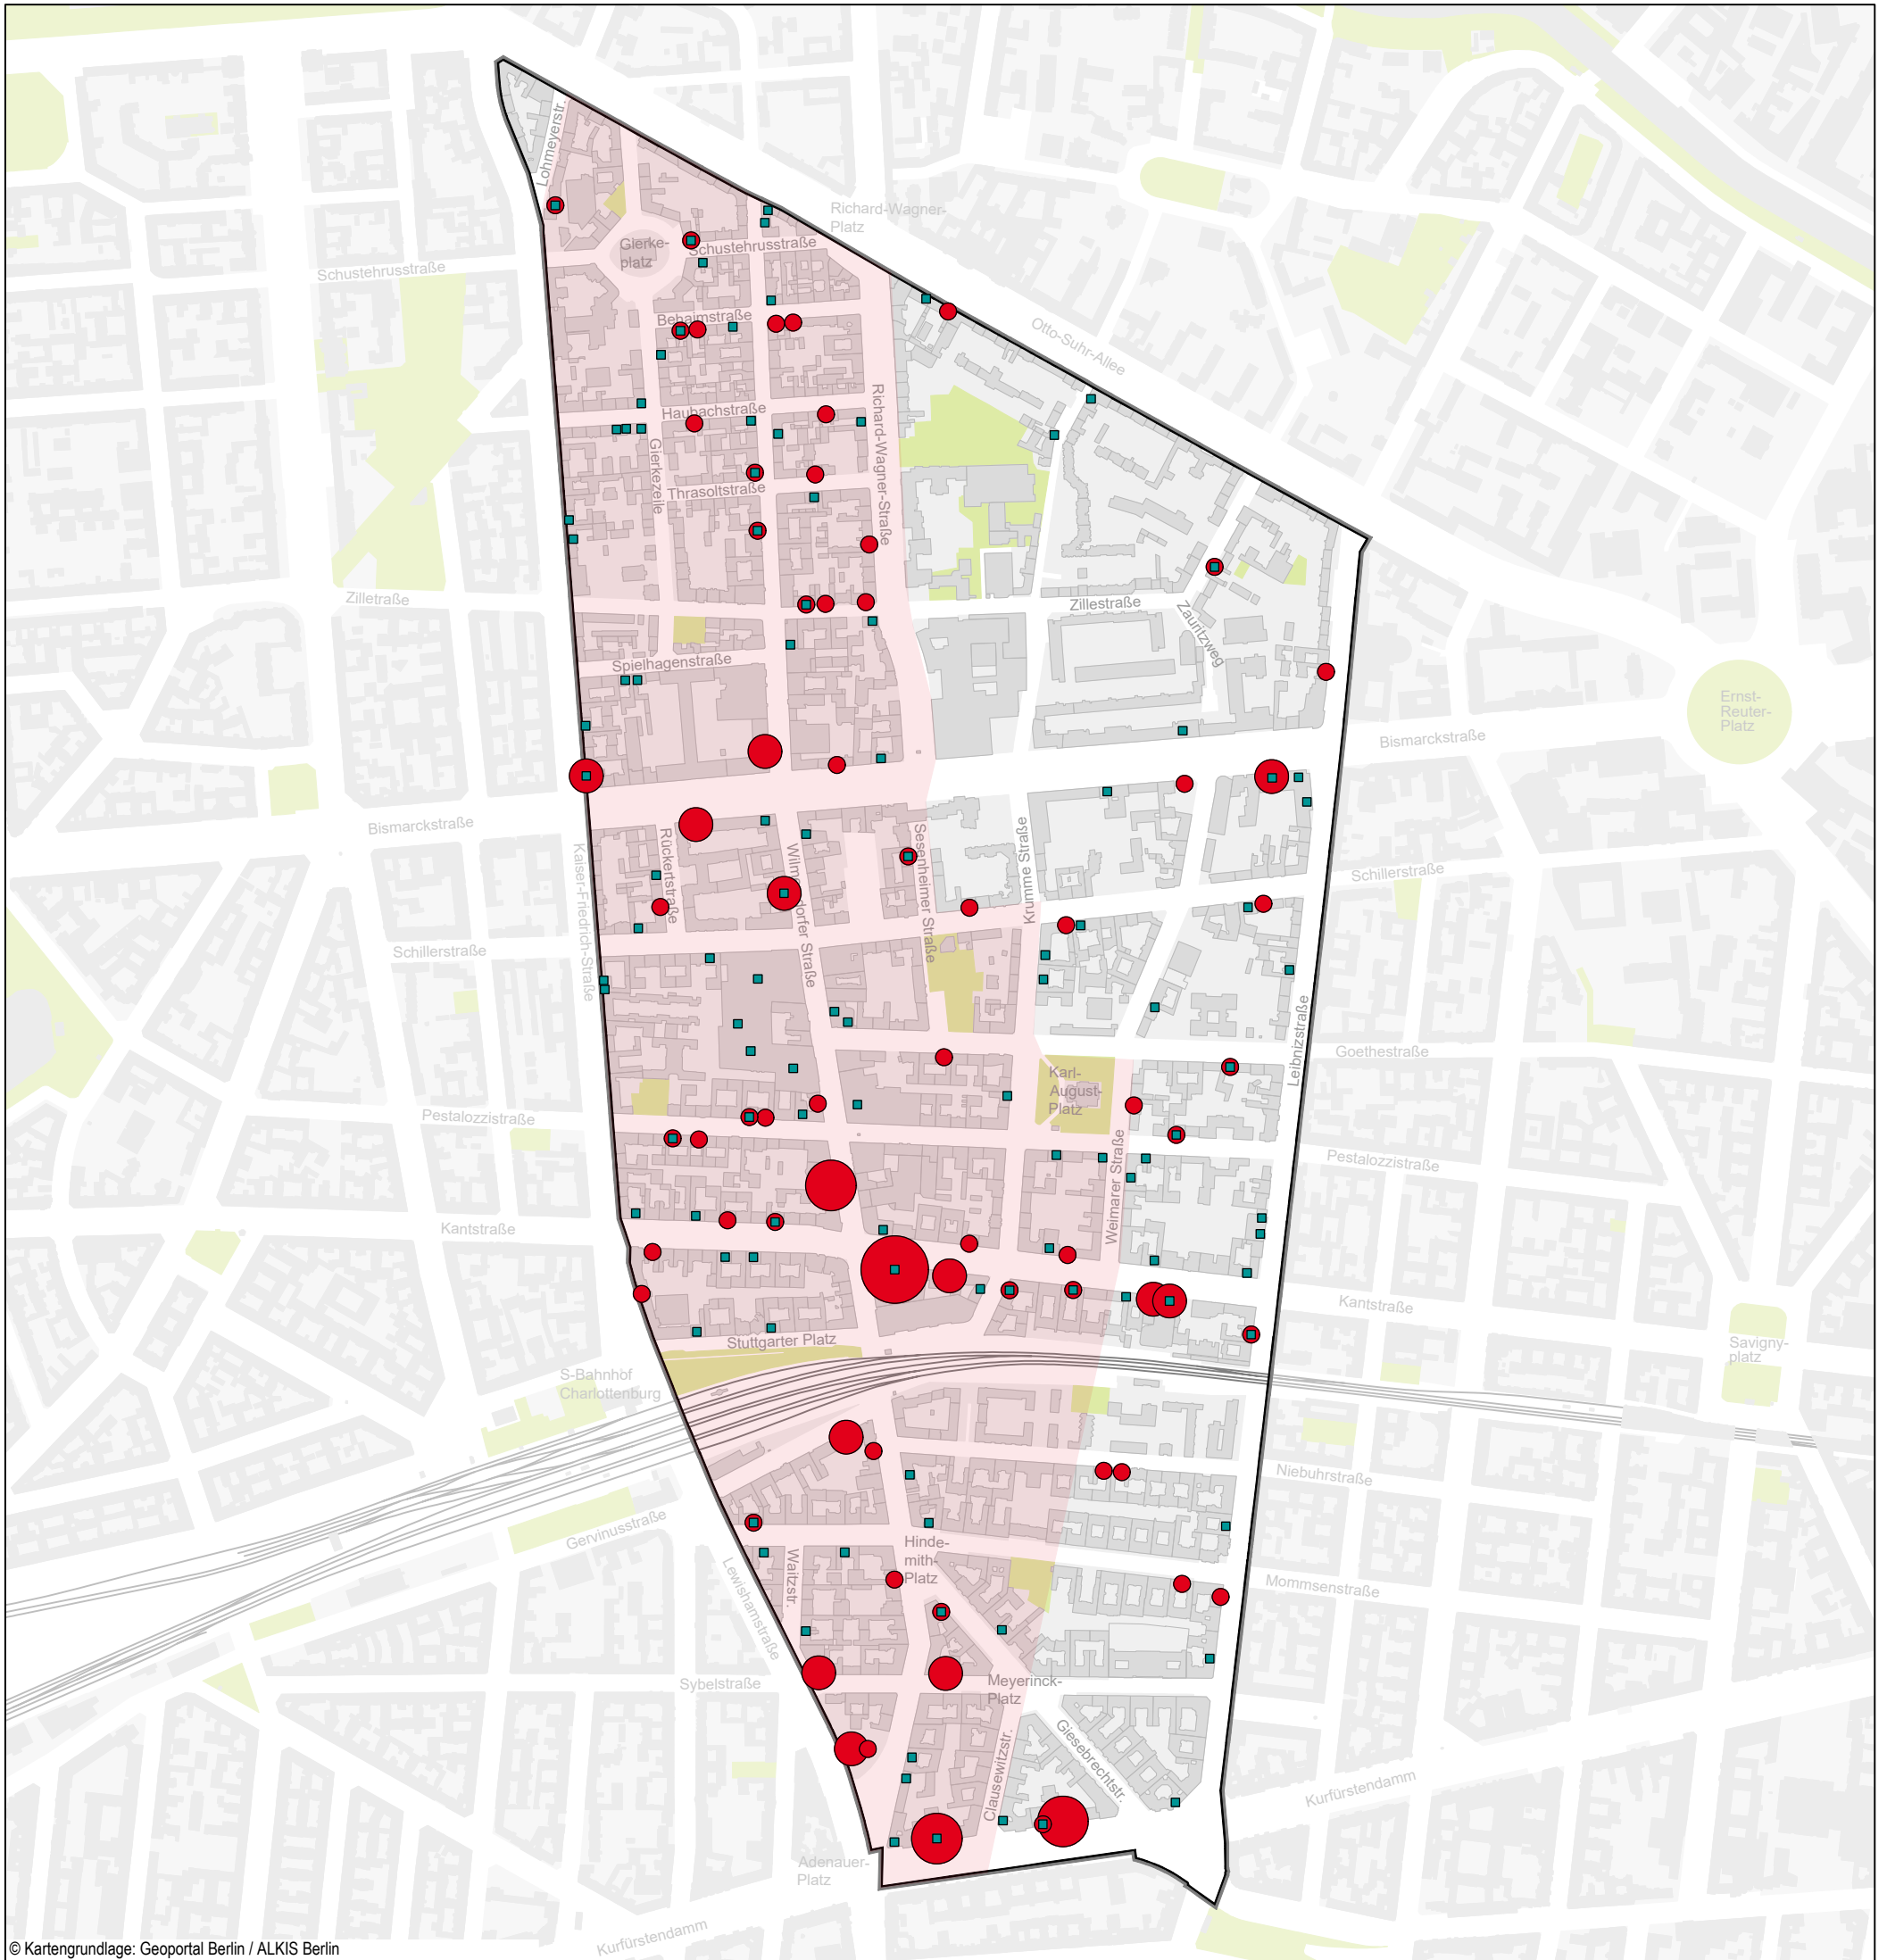 Lohmeyerstr.
Richard-Wagner-
Platz
Gierke-
platz
Schustehrusstraße
Schustehrusstraße
Behaimstraße
Otto-Suhr-Allee
Haubachstraße
Richard-Wagner-Straße
Gierkezeile
Thrasoltstraße
Zilletraße
Zillestraße
Zauritzweg
Spielhagenstraße
Ernst-
Reuter-
Platz
Bismarckstraße
Bismarckstraße
Kaiser-Friedrich-Straße
Rückertstraße
Wilmersdorfer Straße
Sesenheimer Straße
Krumme Straße
Schillerstraße
Schillerstraße
Leibnizstraße
Goethestraße
Karl-
August-
Platz
Pestalozzistraße
Pestalozzistraße
Weimarer Straße
Kantstraße
Kantstraße
Stuttgarter Platz
Savigny-
platz
S-Bahnhof
Charlottenburg
Niebuhrstraße
Gervinusstraße
Hinde-
mith-
Platz
Waitzstr.
Lewishamstraße
Mommsenstraße
Sybelstraße
Meyerinck-
Platz
Clausewitzstr.
Giesebrechtstr.
Kurfürstendamm
Adenauer-
Platz
Kurfürstendamm
© Kartengrundlage: Geoportal Berlin / ALKIS Berlin